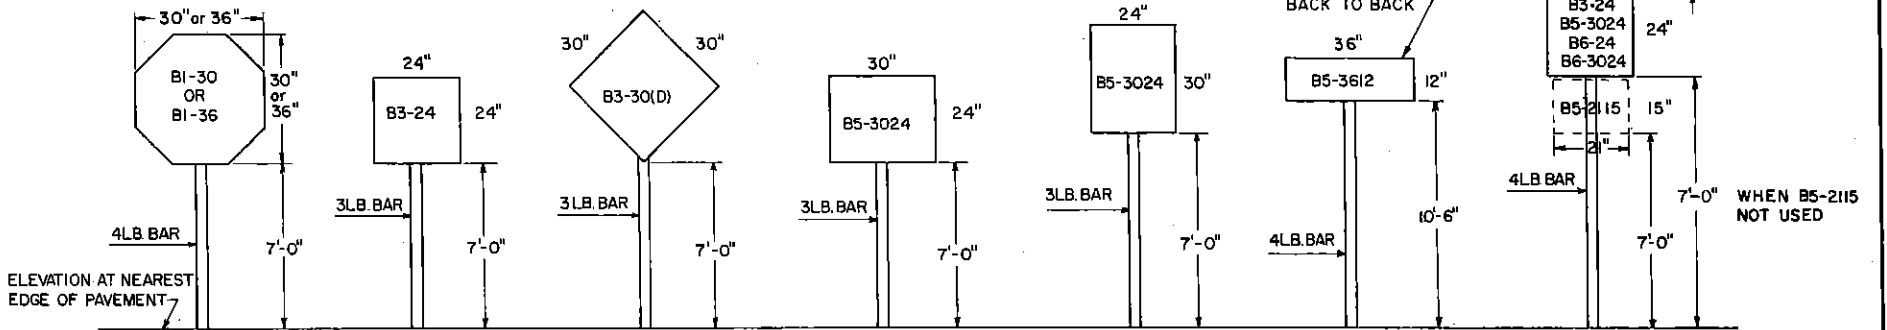 30" or 36"
B1-30
OR
B1-36
30"
or
36"
4LB. BAR
7'-0"
ELEVATION AT NEAREST
EDGE OF PAVEMENT
24"
B3-24
24"
3LB. BAR
7'-0"
30"
30"
B3-30(D)
3LB. BAR
7'-0"
30"
B5-3024
24"
3LB. BAR
7'-0"
24"
B5-3024
30"
3LB. BAR
7'-0"
BACK TO BACK
36"
B5-3612
12"
4LB. BAR
10'-6"
B3-24
B5-3024
B6-24
B6-3024
24"
B5-2115
15"
21"
4LB. BAR
7'-0"
7'-0"
WHEN B5-2115
NOT USED